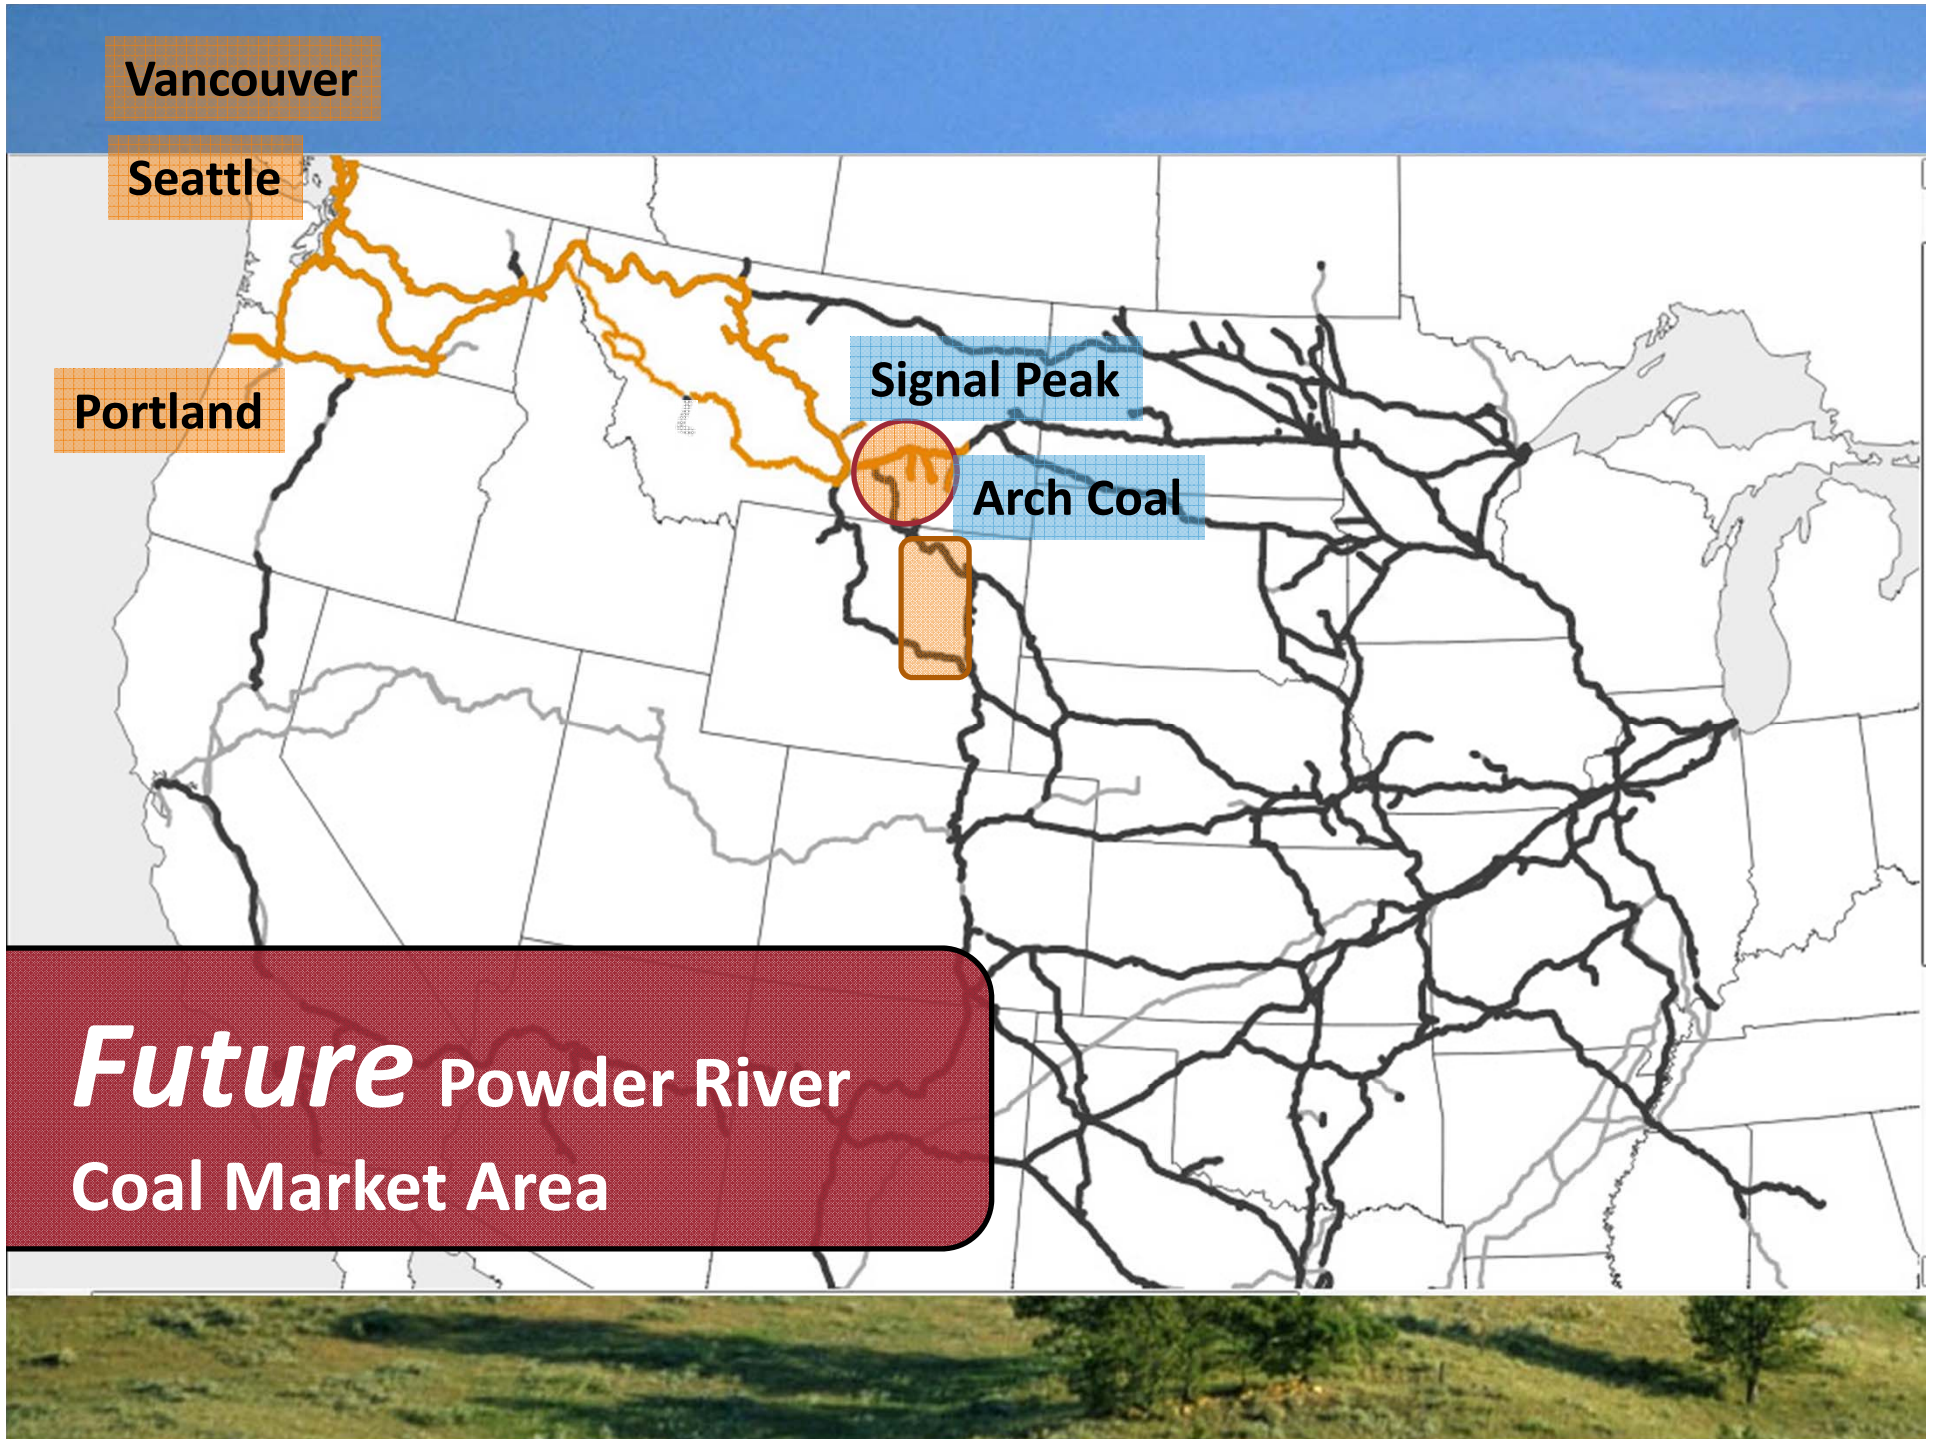 Vancouver
Seattle
Portland
Signal Peak
Arch Coal
Future Powder River
Coal Market Area